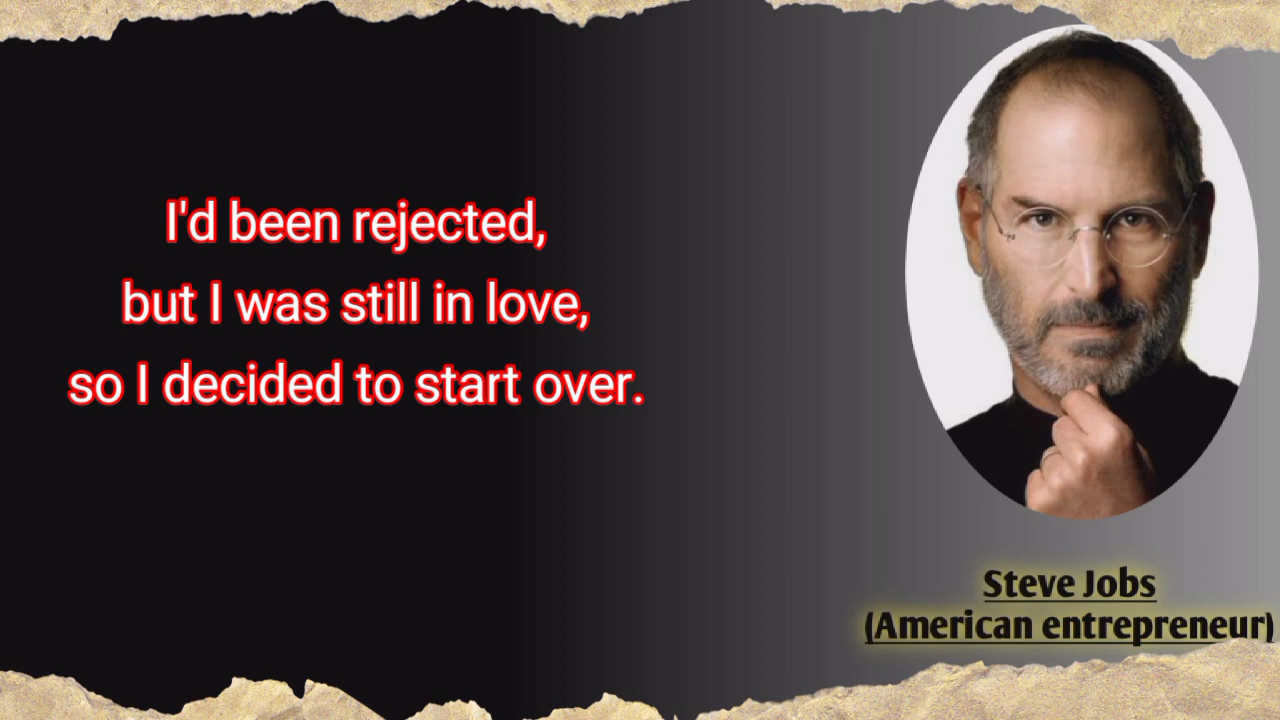 I'd been rejected,
but I was still in love,
so I decided to start over.
Steve Jobs
(American entrepreneur)